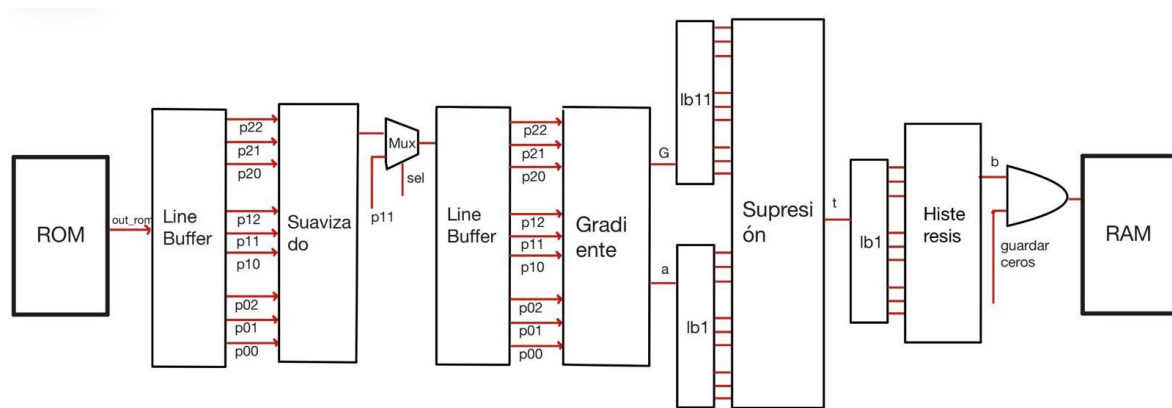 ROM
out_rom
Line
Buffer
p22
p21
p20
p12
p11
p10
p02
p01
p00
Suaviza
do
Mux
sel
p11
Line
Buffer
p22
p21
p20
p12
p11
p10
p02
p01
p00
Gradi
ente
G
a
lb11
lb1
Supresi
ón
t
lb1
Histe
resis
b
guardar
ceros
RAM